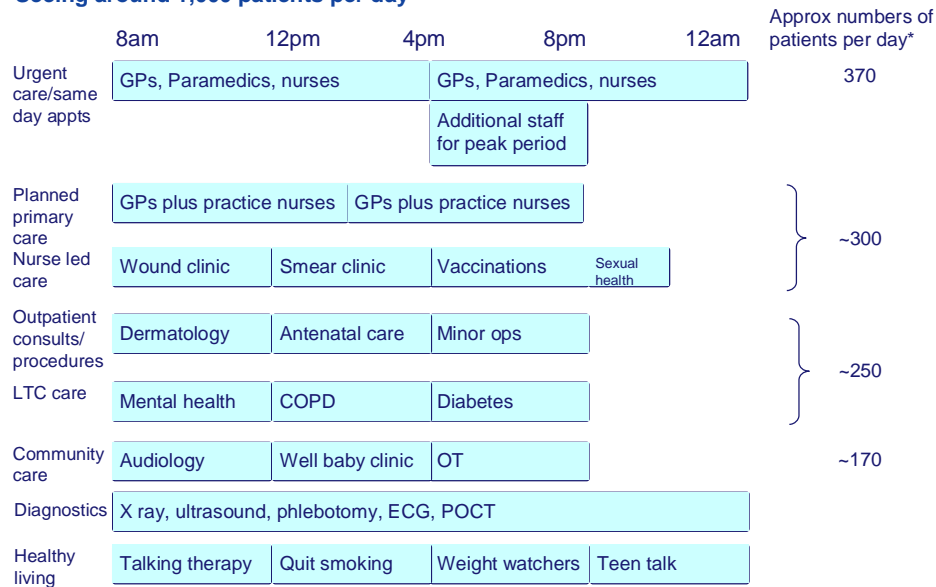 Seeing around 1,000 patients per day
Approx numbers of
patients per day*
8am 12pm 4pm 8pm 12am
Urgent
care/same
day appts
GPs, Paramedics, nurses
GPs, Paramedics, nurses
370
Additional staff
for peak period
Planned
primary
care
GPs plus practice nurses
GPs plus practice nurses
~300
Nurse led
care
Wound clinic
Smear clinic
Vaccinations
Sexual
health
Outpatient
consults/
procedures
Dermatology
Antenatal care
Minor ops
~250
LTC care
Mental health
COPD
Diabetes
Community
care
Audiology
Well baby clinic
OT
~170
Diagnostics
X ray, ultrasound, phlebotomy, ECG, POCT
Healthy
living
Talking therapy
Quit smoking
Weight watchers
Teen talk